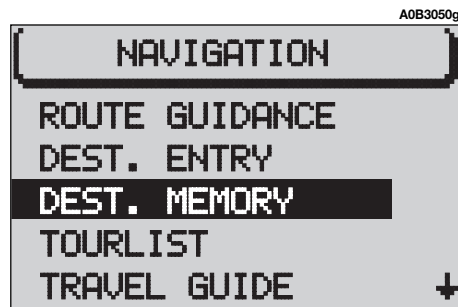 A0B3050g
NAVIGATION
ROUTE GUIDANCE
DEST. ENTRY
DEST. MEMORY
TOURLIST
TRAVEL GUIDE